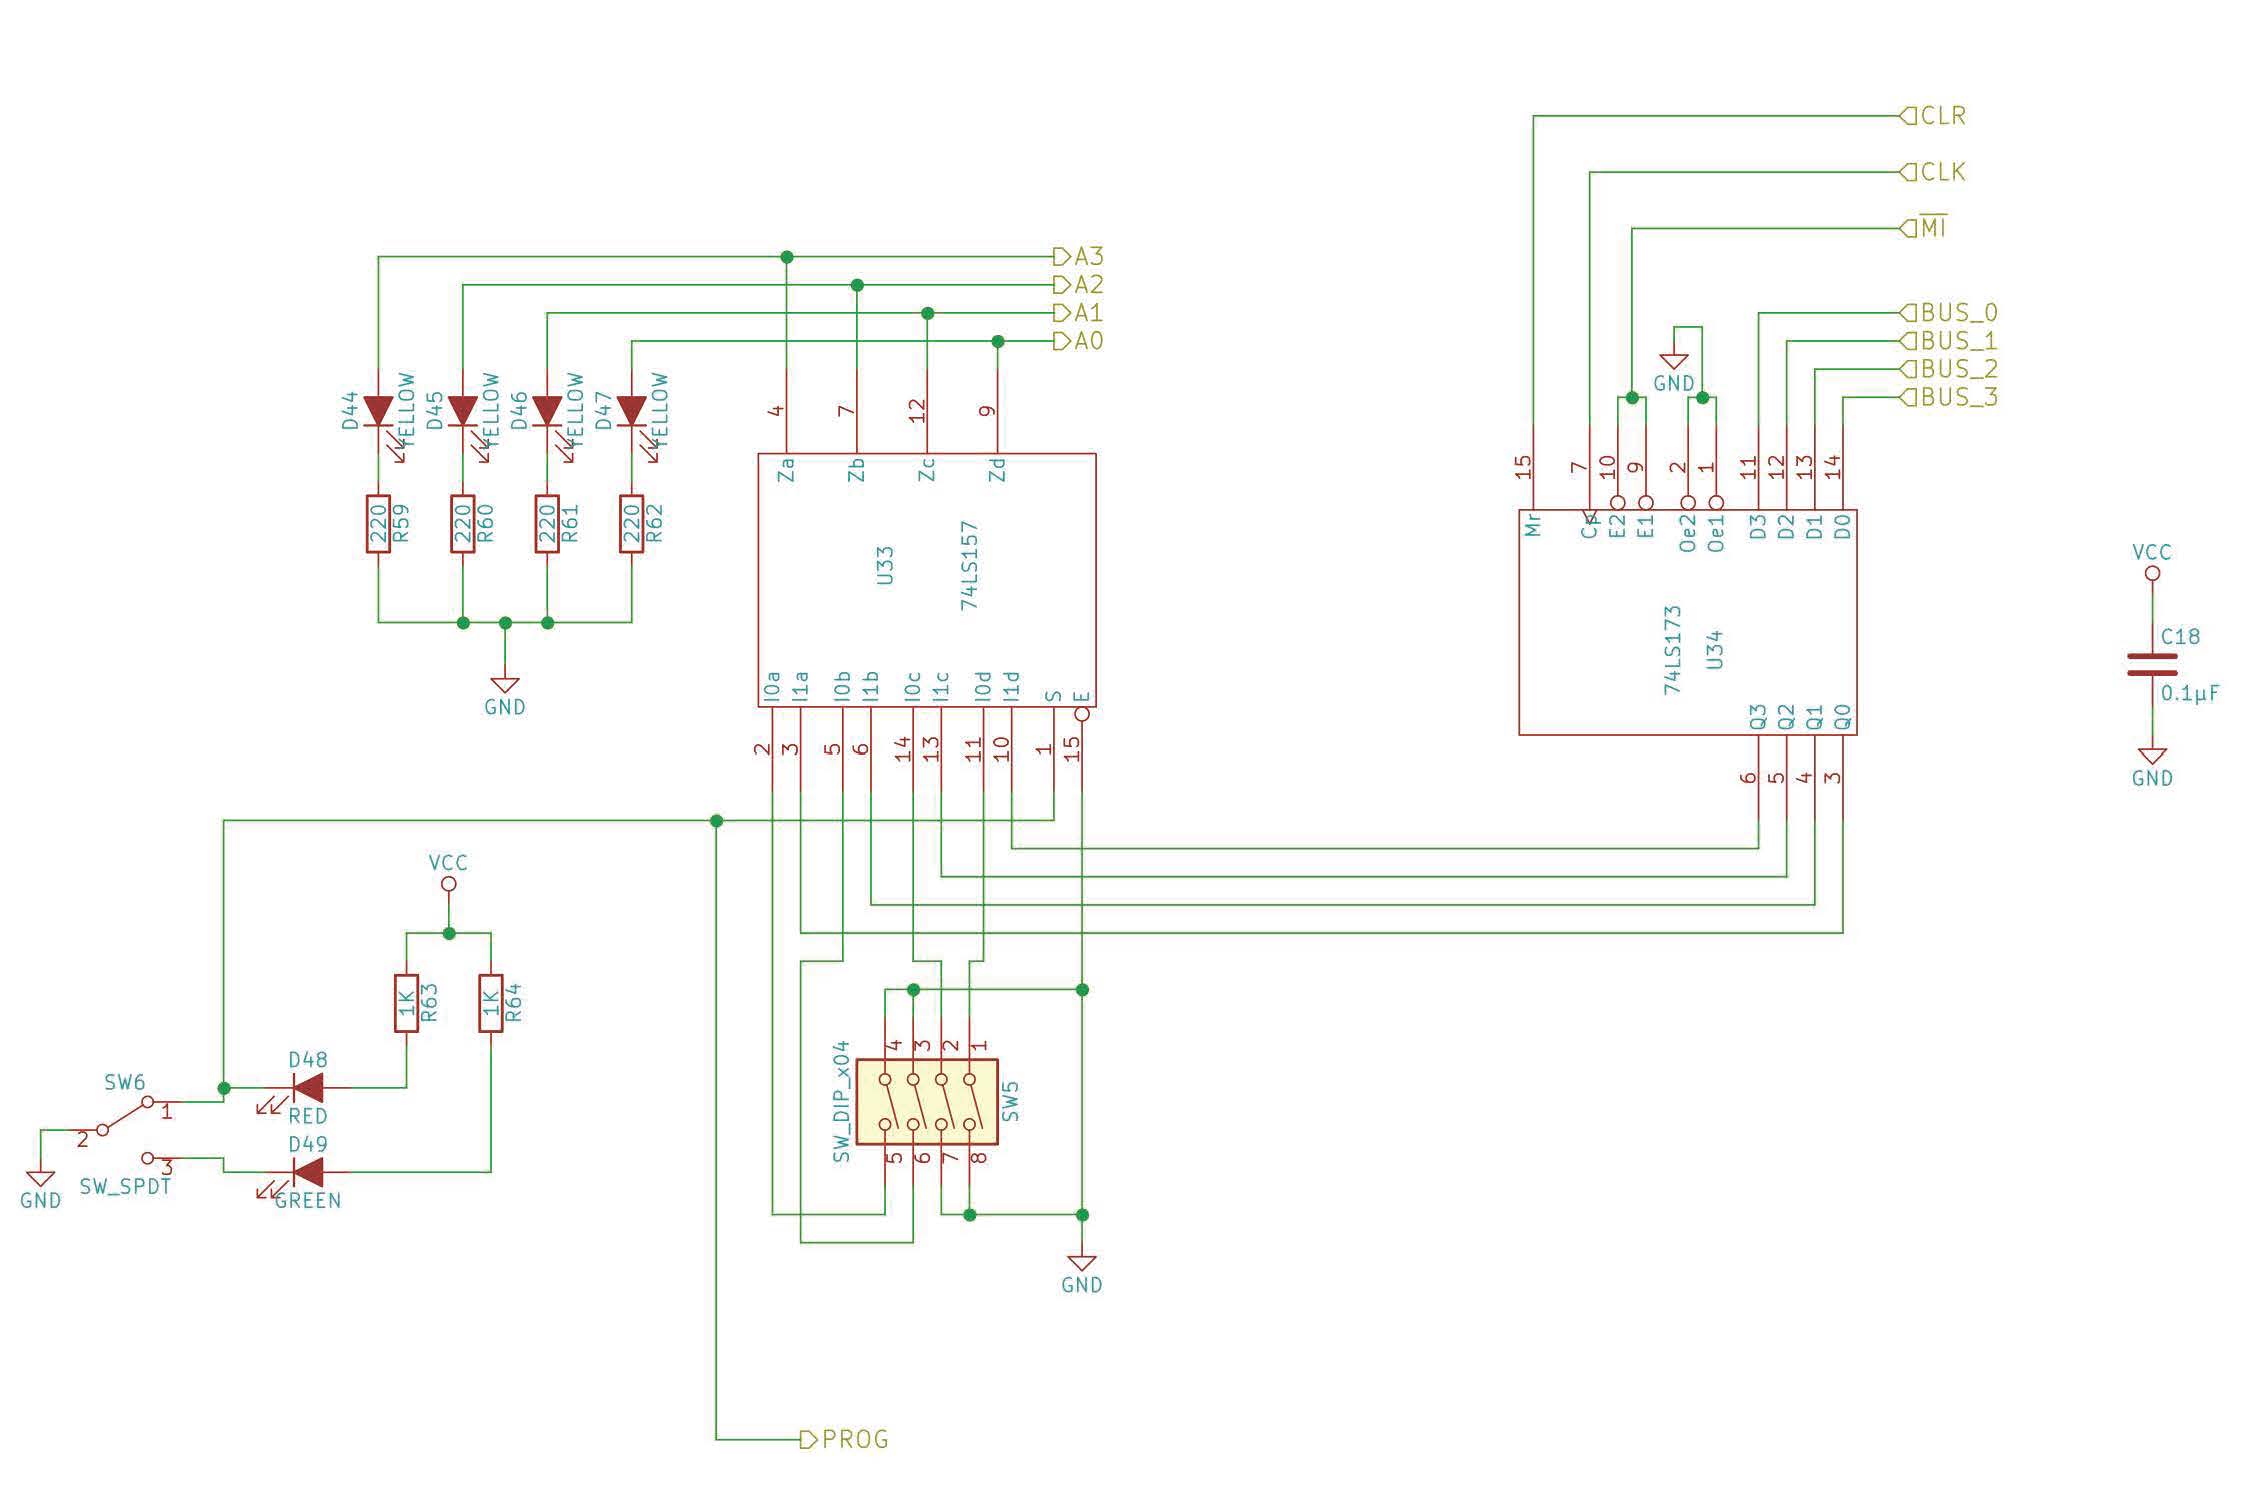 CLR
CLK
MI
A3
A2
A1
A0
BUS_0
BUS_1
BUS_2
BUS_3
GND
D44
YELLOW
D45
YELLOW
D46
YELLOW
D47
YELLOW
4
7
12
9
15
7
10
9
2
1
11
12
13
14
Za
Zb
Zc
Zd
220
R59
220
R60
220
R61
220
R62
Mr
Cp
E2
E1
Oe2
Oe1
D3
D2
D1
D0
U33
74LS157
VCC
C18
0.1µF
GND
74LS173
U34
GND
I0a
I1a
I0b
I1b
I0c
I1c
I0d
I1d
S
E
Q3
Q2
Q1
Q0
2
3
5
6
14
13
11
10
1
15
6
5
4
3
VCC
1K
R63
1K
R64
SW_DIP_x04
4
3
2
1
SW5
5
6
7
8
SW6
1
2
3
SW_SPDT
GND
D48
RED
D49
GREEN
GND
PROG